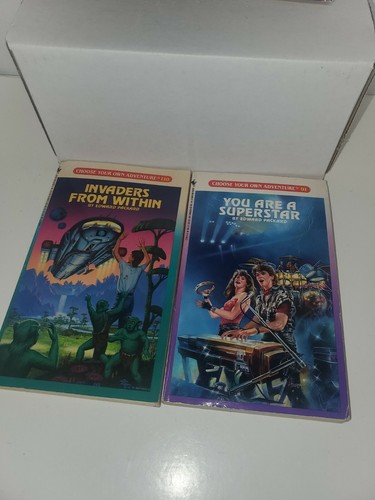 CHOOSE YOUR OWN ADVENTURE®
INVADERS
FROM WITHIN
BY EDWARD PACKARD
CHOOSE YOUR OWN ADVENTURE® 91
YOU ARE A
SUPERSTAR
BY EDWARD PACKARD